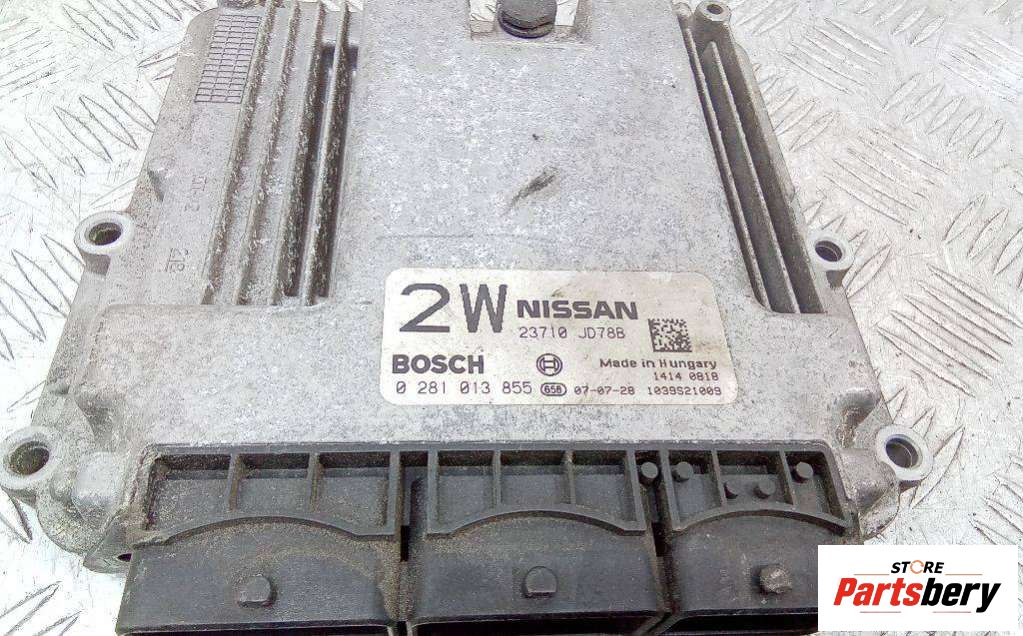 2W NISSAN
23710 JD78B
BOSCH Made in Hungary
1414 0818
0 281 013 855 658 07-07-28 1039S21009
STORE
Partsbery